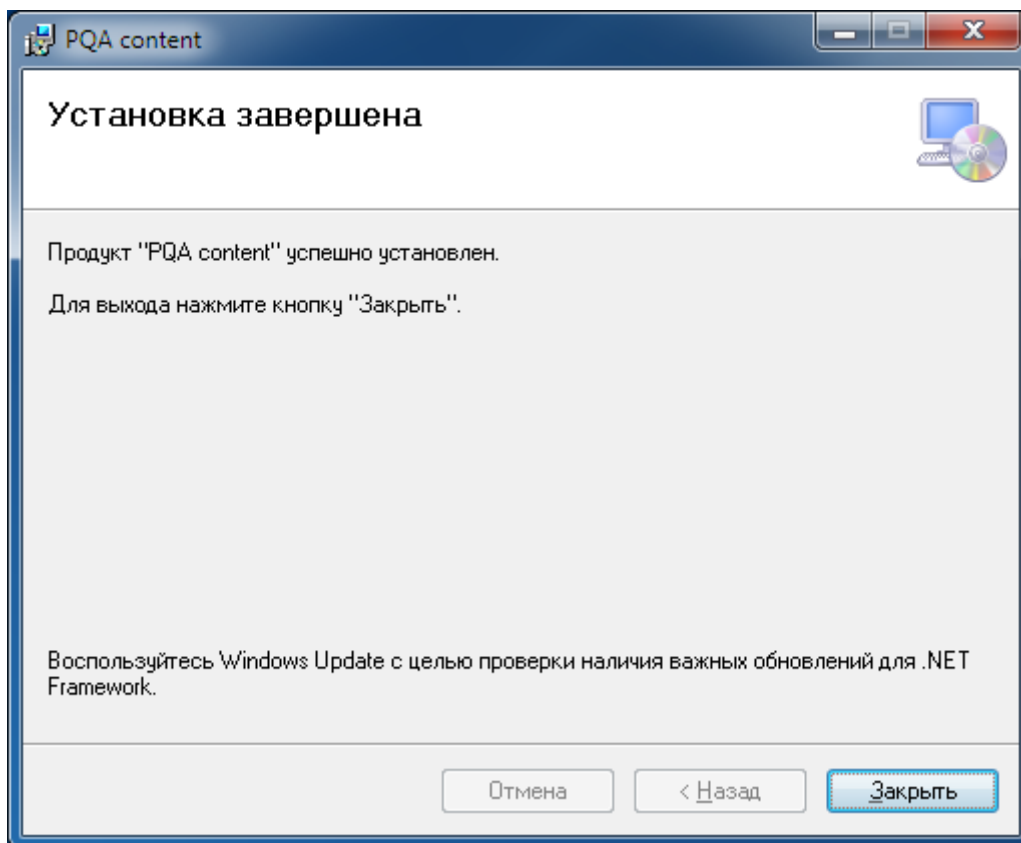 PQA content
Установка завершена
Продукт "PQA content" успешно установлен.
Для выхода нажмите кнопку "Закрыть".
Воспользуйтесь Windows Update с целью проверки наличия важных обновлений для .NET
Framework.
Отмена
< Назад
Закрыть